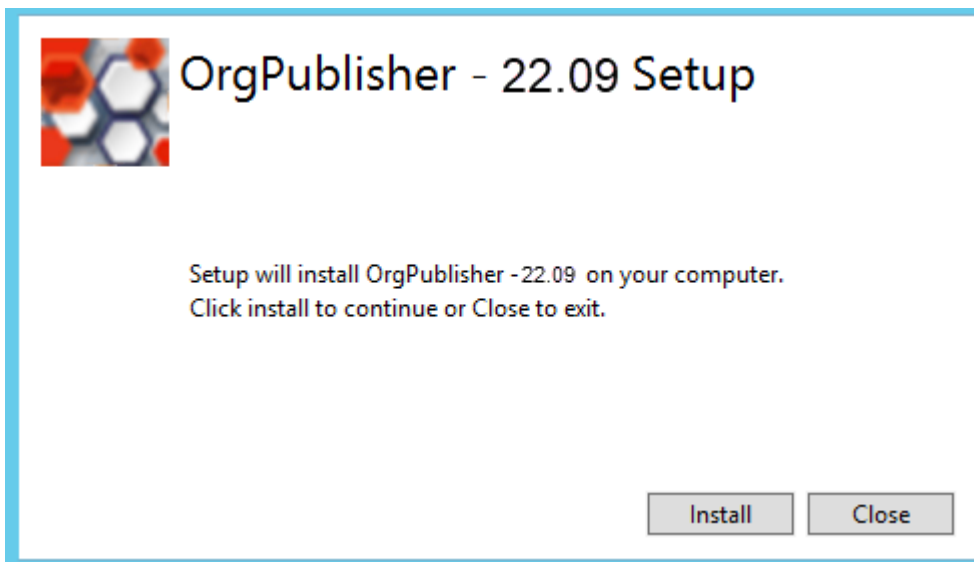 OrgPublisher - 22.09 Setup
Setup will install OrgPublisher -22.09 on your computer.
Click install to continue or Close to exit.
Install Close